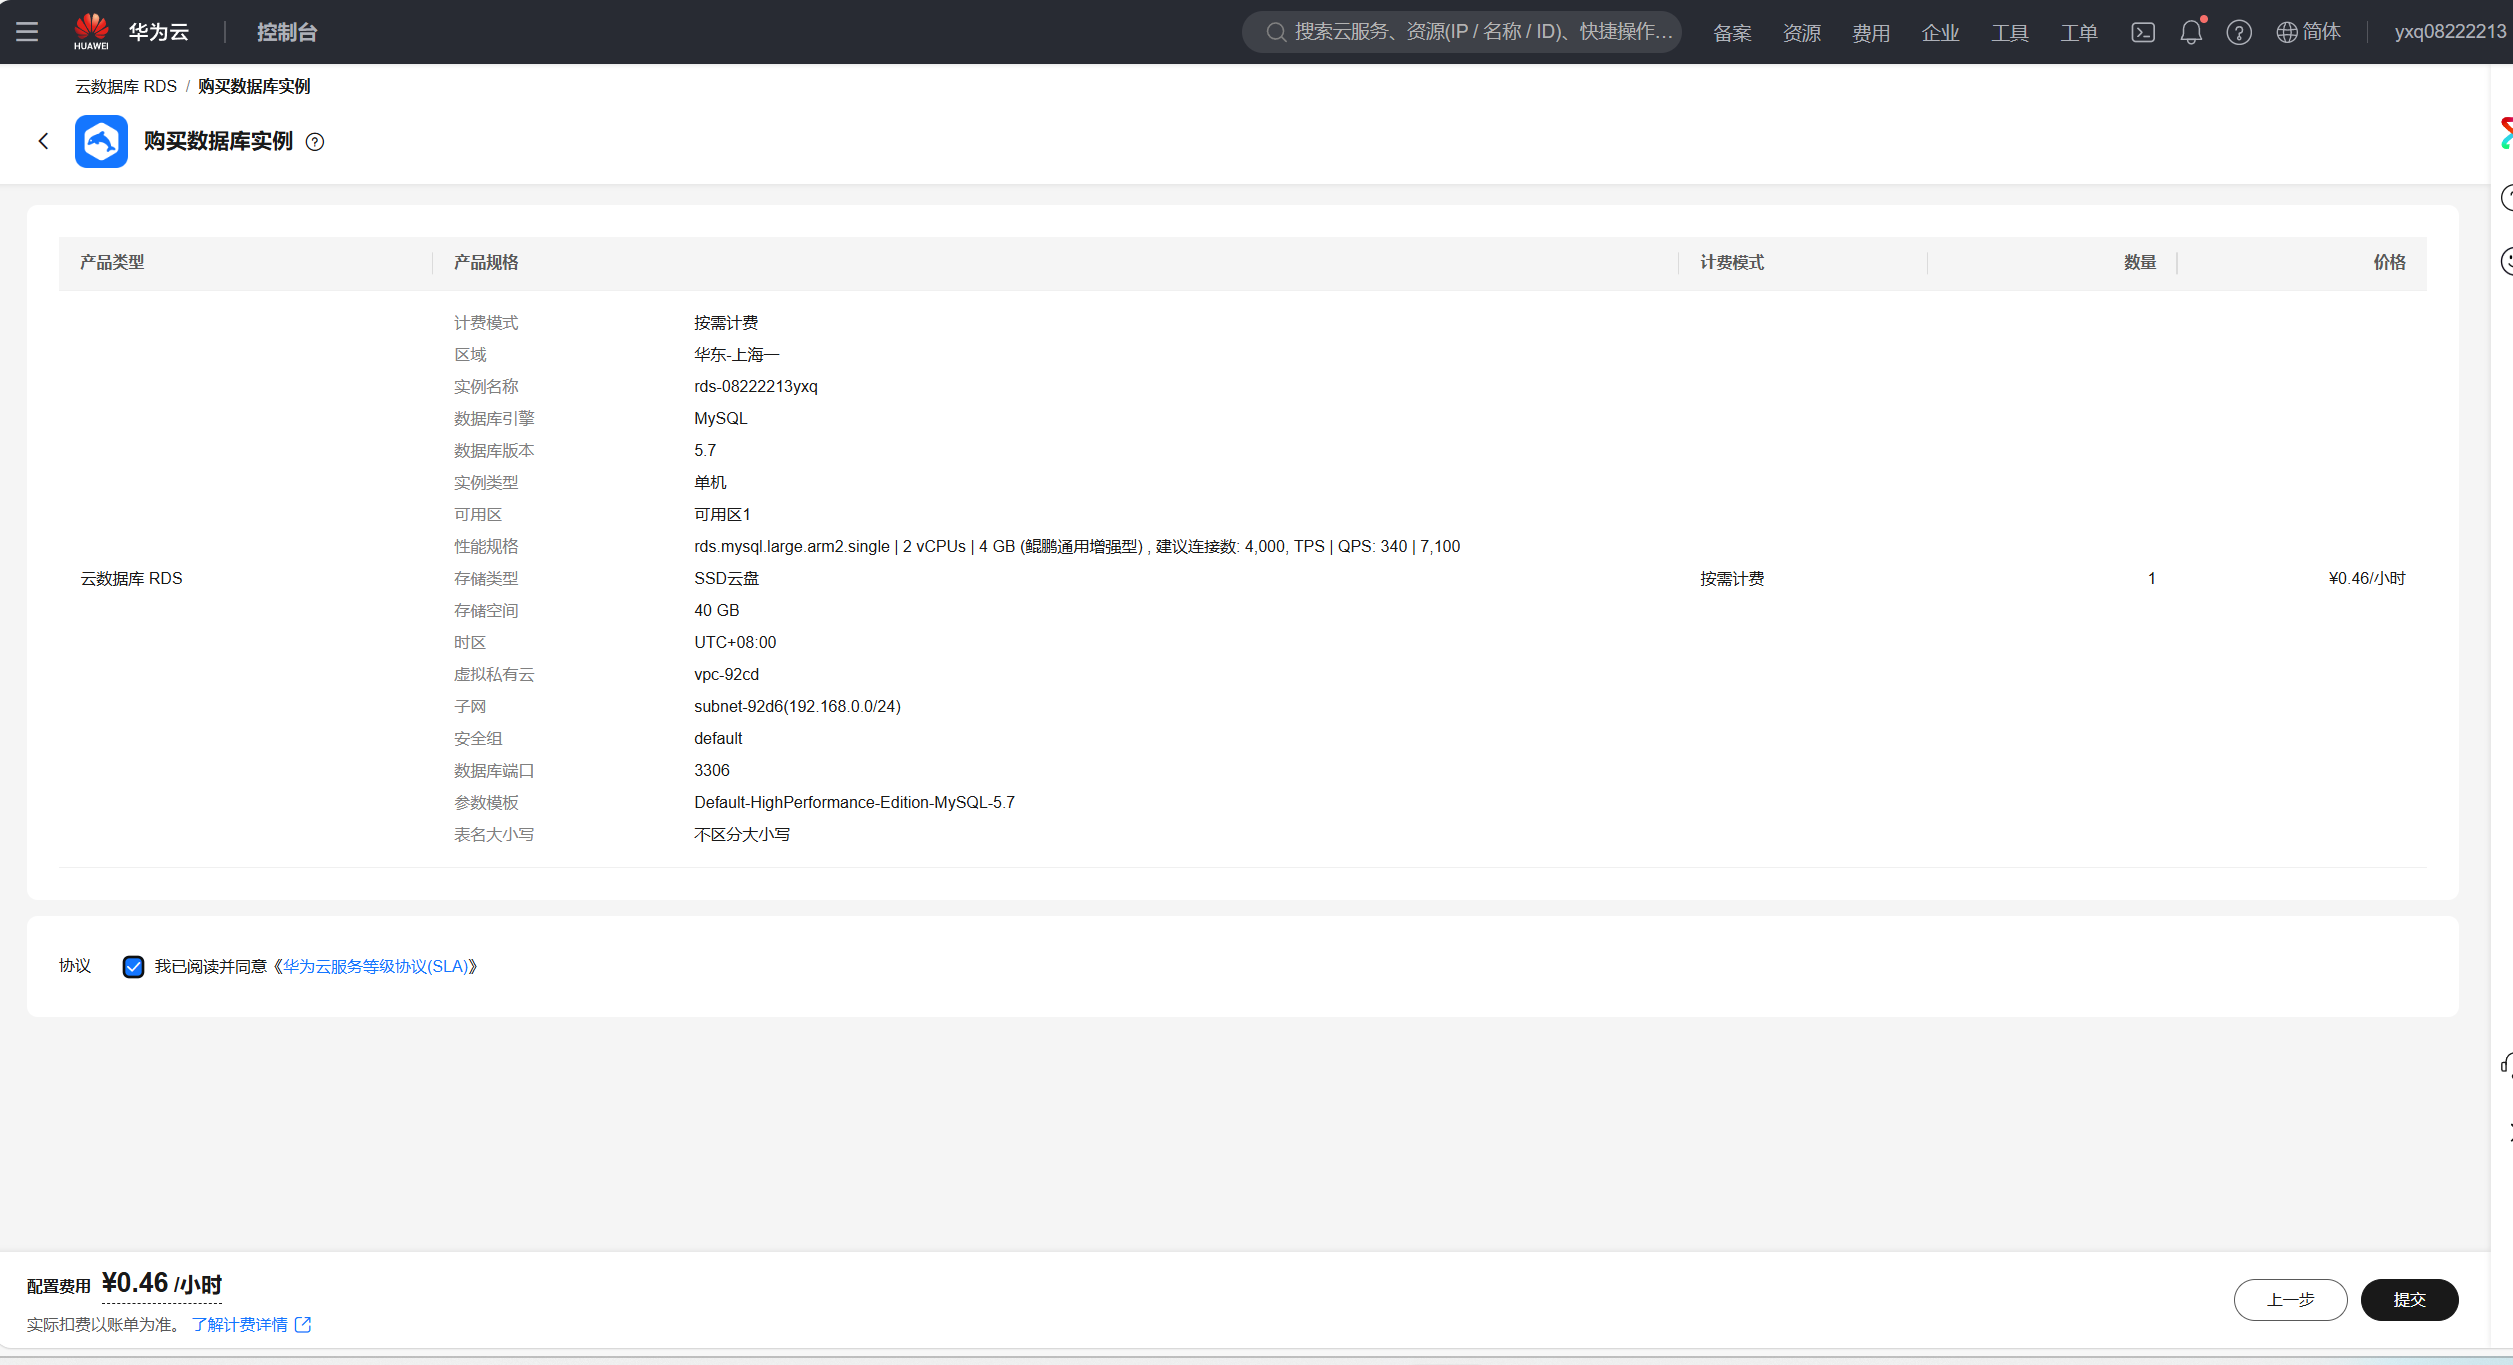 HUAWEI 华为云 控制台 搜索云服务、资源(IP / 名称 / ID)、快捷操作... 备案 资源 费用 企业 工具 工单 简体 yxq08222213
云数据库 RDS / 购买数据库实例
购买数据库实例
产品类型 产品规格 计费模式 数量 价格
计费模式 按需计费
区域 华东-上海一
实例名称 rds-08222213yxq
数据库引擎 MySQL
数据库版本 5.7
实例类型 单机
可用区 可用区1
性能规格 rds.mysql.large.arm2.single | 2 vCPUs | 4 GB (鲲鹏通用增强型) , 建议连接数: 4,000, TPS | QPS: 340 | 7,100
云数据库 RDS 存储类型 SSD云盘 按需计费 1 ¥0.46/小时
存储空间 40 GB
时区 UTC+08:00
虚拟私有云 vpc-92cd
子网 subnet-92d6(192.168.0.0/24)
安全组 default
数据库端口 3306
参数模板 Default-HighPerformance-Edition-MySQL-5.7
表名大小写 不区分大小写
协议 我已阅读并同意《华为云服务等级协议(SLA)》
配置费用 ¥0.46 /小时
实际扣费以账单为准。 了解计费详情
上一步 提交